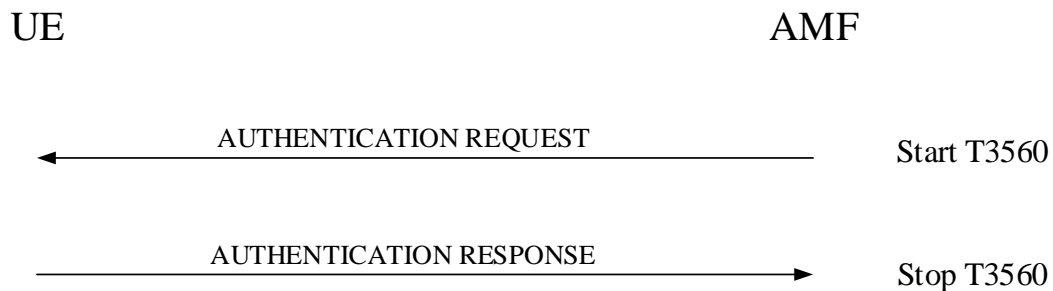 UE AMF
AUTHENTICATION REQUEST Start T3560
AUTHENTICATION RESPONSE Stop T3560